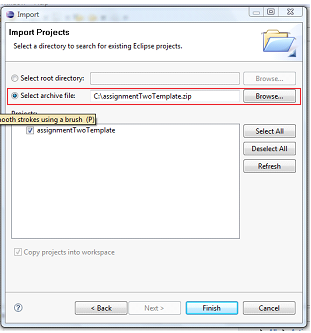 Import
Import Projects
Select a directory to search for existing Eclipse projects.
Select root directory:
Browse...
Select archive file:
C:\assignmentTwoTemplate.zip
Browse...
Projects:
ooth strokes using a brush (P)
assignmentTwoTemplate
Select All
Deselect All
Refresh
Copy projects into workspace
?
< Back
Next >
Finish
Cancel